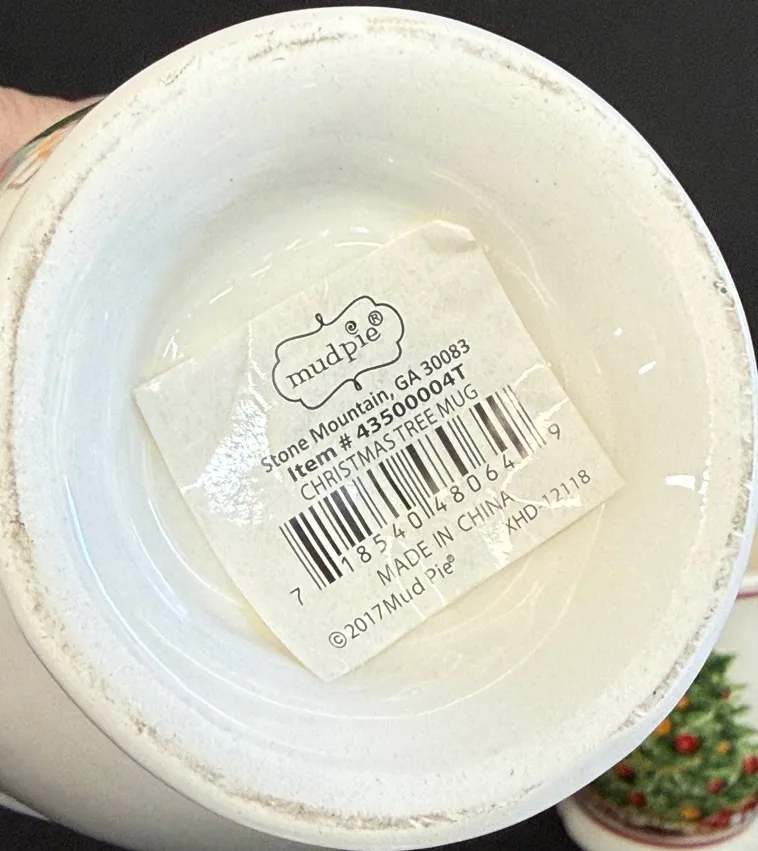 mudpie®
Stone Mountain, GA 30083
Item # 43500004T
CHRISTMAS TREE MUG
7 18540 48064 9
MADE IN CHINA
XHD-12118
©2017Mud Pie®